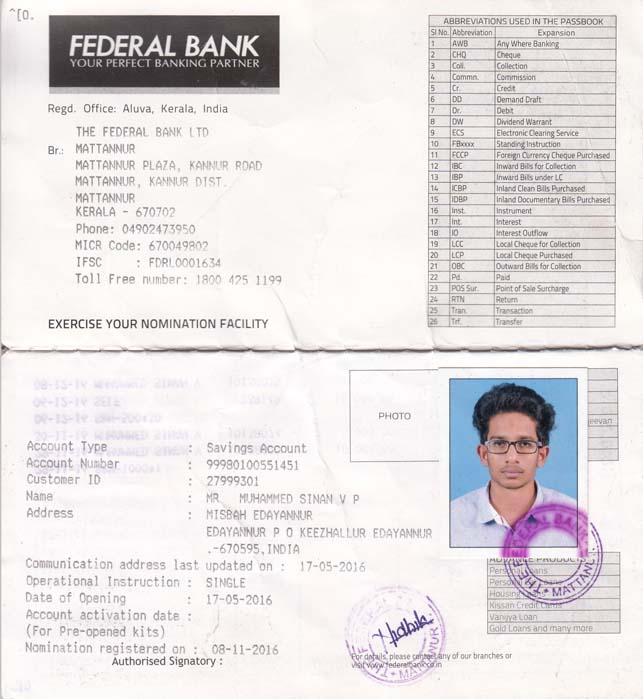 FEDERAL BANK
YOUR PERFECT BANKING PARTNER
Regd. Office: Aluva, Kerala, India
THE FEDERAL BANK LTD
Br.: MATTANNUR
MATTANNUR PLAZA, KANNUR ROAD
MATTANNUR, KANNUR DIST.
MATTANNUR
KERALA - 670702
Phone: 04902473950
MICR Code: 670049802
IFSC : FDRL0001634
Toll Free number: 1800 425 1199
EXERCISE YOUR NOMINATION FACILITY
ABBREVIATIONS USED IN THE PASSBOOK
Sl No. Abbreviation Expansion
1 AWB Any Where Banking
2 CHQ Cheque
3 Coll. Collection
4 Commn. Commission
5 Cr. Credit
6 DD Demand Draft
7 Dr. Debit
8 DW Dividend Warrant
9 ECS Electronic Clearing Service
10 FBxxxx Standing Instruction
11 FCCP Foreign Currency Cheque Purchased
12 IBC Inward Bills for Collection
13 IBP Inward Bills under LC
14 ICBP Inland Clean Bills Purchased
15 IDBP Inland Documentary Bills Purchased
16 Inst. Instrument
17 Int. Interest
18 IO Interest Outflow
19 LCC Local Cheque for Collection
20 LCP Local Cheque Purchased
21 OBC Outward Bills for Collection
22 Pd. Paid
23 POS Sur. Point of Sale Surcharge
24 RTN Return
25 Tran. Transaction
26 Trf. Transfer
PHOTO
Account Type : Savings Account
Account Number : 99980100551451
Customer ID : 27999301
Name : MR MUHAMMED SINAN V P
Address : MISBAH EDAYANNUR
EDAYANNUR P O KEEZHALLUR EDAYANNUR
.-670595,INDIA
Communication address last updated on : 17-05-2016
Operational Instruction : SINGLE
Date of Opening : 17-05-2016
Account activation date :
(For Pre-opened kits)
Nomination registered on : 08-11-2016
Authorised Signatory :
THE FEDERAL BANK
MATTANNUR
ADVANCE PRODUCTS
Personal Loans
Housing Loans
Kissan Credit Cards
Vanijya Loan
Gold Loans and many more
For details, please contact any of our branches or
visit www.federalbank.co.in